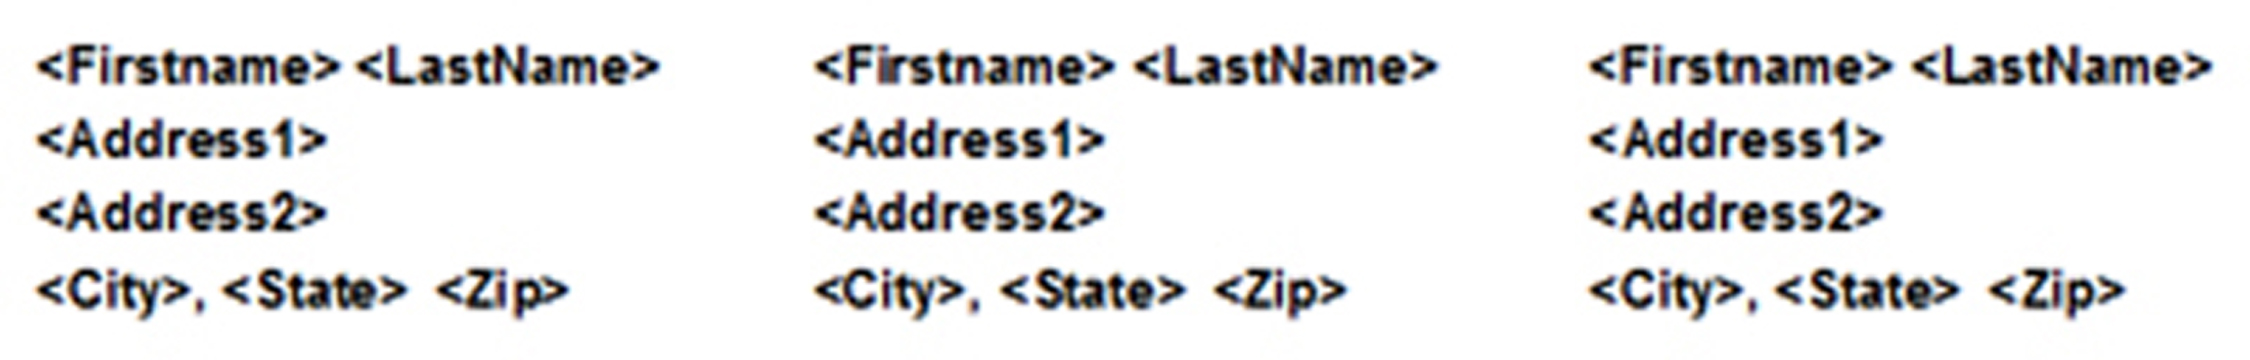 <Firstname> <LastName>
<Address1>
<Address2>
<City>, <State> <Zip>
<Firstname> <LastName>
<Address1>
<Address2>
<City>, <State> <Zip>
<Firstname> <LastName>
<Address1>
<Address2>
<City>, <State> <Zip>